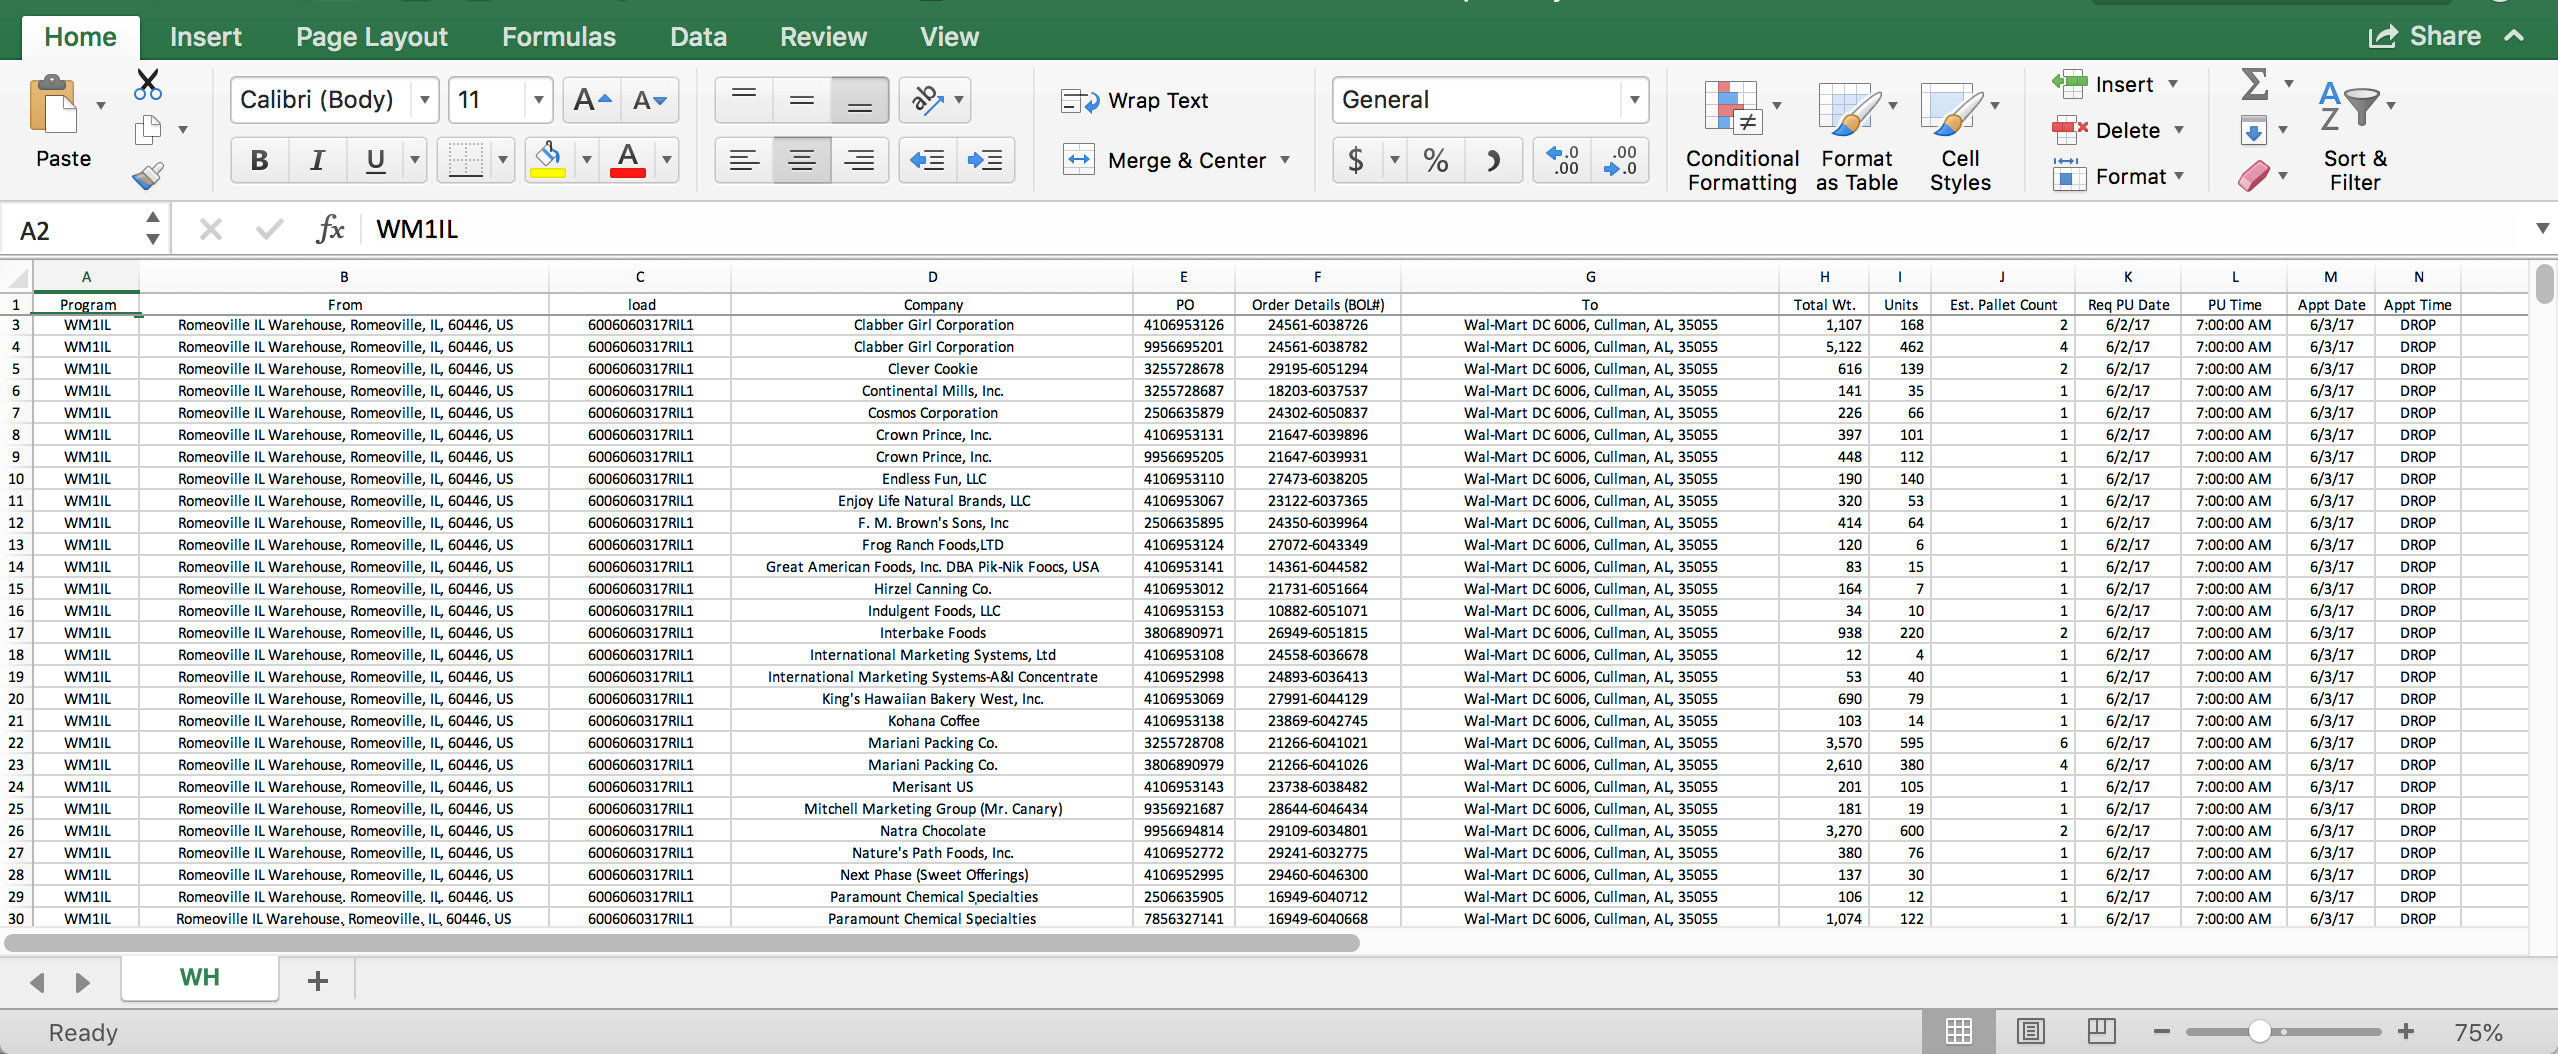 Home Insert Page Layout Formulas Data Review View Share
Calibri (Body) 11 A A ab Wrap Text General Insert
Paste B I U A Merge & Center $ % .0 .00 .00 .0 Conditional Formatting Format as Table Cell Styles Delete Format A Z Sort & Filter
A2 fx WM1IL
A B C D E F G H I J K L M N
1 Program From load Company PO Order Details (BOL#) To Total Wt. Units Est. Pallet Count Req PU Date PU Time Appt Date Appt Time
3 WM1IL Romeoville IL Warehouse, Romeoville, IL, 60446, US 6006060317RIL1 Clabber Girl Corporation 4106953126 24561-6038726 Wal-Mart DC 6006, Cullman, AL, 35055 1,107 168 2 6/2/17 7:00:00 AM 6/3/17 DROP
4 WM1IL Romeoville IL Warehouse, Romeoville, IL, 60446, US 6006060317RIL1 Clabber Girl Corporation 9956695201 24561-6038782 Wal-Mart DC 6006, Cullman, AL, 35055 5,122 462 4 6/2/17 7:00:00 AM 6/3/17 DROP
5 WM1IL Romeoville IL Warehouse, Romeoville, IL, 60446, US 6006060317RIL1 Clever Cookie 3255728678 29195-6051294 Wal-Mart DC 6006, Cullman, AL, 35055 616 139 2 6/2/17 7:00:00 AM 6/3/17 DROP
6 WM1IL Romeoville IL Warehouse, Romeoville, IL, 60446, US 6006060317RIL1 Continental Mills, Inc. 3255728687 18203-6037537 Wal-Mart DC 6006, Cullman, AL, 35055 141 35 1 6/2/17 7:00:00 AM 6/3/17 DROP
7 WM1IL Romeoville IL Warehouse, Romeoville, IL, 60446, US 6006060317RIL1 Cosmos Corporation 2506635879 24302-6050837 Wal-Mart DC 6006, Cullman, AL, 35055 226 66 1 6/2/17 7:00:00 AM 6/3/17 DROP
8 WM1IL Romeoville IL Warehouse, Romeoville, IL, 60446, US 6006060317RIL1 Crown Prince, Inc. 4106953131 21647-6039896 Wal-Mart DC 6006, Cullman, AL, 35055 397 101 1 6/2/17 7:00:00 AM 6/3/17 DROP
9 WM1IL Romeoville IL Warehouse, Romeoville, IL, 60446, US 6006060317RIL1 Crown Prince, Inc. 9956695205 21647-6039931 Wal-Mart DC 6006, Cullman, AL, 35055 448 112 1 6/2/17 7:00:00 AM 6/3/17 DROP
10 WM1IL Romeoville IL Warehouse, Romeoville, IL, 60446, US 6006060317RIL1 Endless Fun, LLC 4106953110 27473-6038205 Wal-Mart DC 6006, Cullman, AL, 35055 190 140 1 6/2/17 7:00:00 AM 6/3/17 DROP
11 WM1IL Romeoville IL Warehouse, Romeoville, IL, 60446, US 6006060317RIL1 Enjoy Life Natural Brands, LLC 4106953067 23122-6037365 Wal-Mart DC 6006, Cullman, AL, 35055 320 53 1 6/2/17 7:00:00 AM 6/3/17 DROP
12 WM1IL Romeoville IL Warehouse, Romeoville, IL, 60446, US 6006060317RIL1 F. M. Brown's Sons, Inc 2506635895 24350-6039964 Wal-Mart DC 6006, Cullman, AL, 35055 414 64 1 6/2/17 7:00:00 AM 6/3/17 DROP
13 WM1IL Romeoville IL Warehouse, Romeoville, IL, 60446, US 6006060317RIL1 Frog Ranch Foods,LTD 4106953124 27072-6043349 Wal-Mart DC 6006, Cullman, AL, 35055 120 6 1 6/2/17 7:00:00 AM 6/3/17 DROP
14 WM1IL Romeoville IL Warehouse, Romeoville, IL, 60446, US 6006060317RIL1 Great American Foods, Inc. DBA Pik-Nik Foods, USA 4106953141 14361-6044582 Wal-Mart DC 6006, Cullman, AL, 35055 83 15 1 6/2/17 7:00:00 AM 6/3/17 DROP
15 WM1IL Romeoville IL Warehouse, Romeoville, IL, 60446, US 6006060317RIL1 Hirzel Canning Co. 4106953012 21731-6051664 Wal-Mart DC 6006, Cullman, AL, 35055 164 7 1 6/2/17 7:00:00 AM 6/3/17 DROP
16 WM1IL Romeoville IL Warehouse, Romeoville, IL, 60446, US 6006060317RIL1 Indulgent Foods, LLC 4106953153 10882-6051071 Wal-Mart DC 6006, Cullman, AL, 35055 34 10 1 6/2/17 7:00:00 AM 6/3/17 DROP
17 WM1IL Romeoville IL Warehouse, Romeoville, IL, 60446, US 6006060317RIL1 Interbake Foods 3806890971 26949-6051815 Wal-Mart DC 6006, Cullman, AL, 35055 938 220 2 6/2/17 7:00:00 AM 6/3/17 DROP
18 WM1IL Romeoville IL Warehouse, Romeoville, IL, 60446, US 6006060317RIL1 International Marketing Systems, Ltd 4106953108 24558-6036678 Wal-Mart DC 6006, Cullman, AL, 35055 12 4 1 6/2/17 7:00:00 AM 6/3/17 DROP
19 WM1IL Romeoville IL Warehouse, Romeoville, IL, 60446, US 6006060317RIL1 International Marketing Systems-A&I Concentrate 4106952998 24893-6036413 Wal-Mart DC 6006, Cullman, AL, 35055 53 40 1 6/2/17 7:00:00 AM 6/3/17 DROP
20 WM1IL Romeoville IL Warehouse, Romeoville, IL, 60446, US 6006060317RIL1 King's Hawaiian Bakery West, Inc. 4106953069 27991-6044129 Wal-Mart DC 6006, Cullman, AL, 35055 690 79 1 6/2/17 7:00:00 AM 6/3/17 DROP
21 WM1IL Romeoville IL Warehouse, Romeoville, IL, 60446, US 6006060317RIL1 Kohana Coffee 4106953138 23869-6042745 Wal-Mart DC 6006, Cullman, AL, 35055 103 14 1 6/2/17 7:00:00 AM 6/3/17 DROP
22 WM1IL Romeoville IL Warehouse, Romeoville, IL, 60446, US 6006060317RIL1 Mariani Packing Co. 3255728708 21266-6041021 Wal-Mart DC 6006, Cullman, AL, 35055 3,570 595 6 6/2/17 7:00:00 AM 6/3/17 DROP
23 WM1IL Romeoville IL Warehouse, Romeoville, IL, 60446, US 6006060317RIL1 Mariani Packing Co. 3806890979 21266-6041026 Wal-Mart DC 6006, Cullman, AL, 35055 2,610 380 4 6/2/17 7:00:00 AM 6/3/17 DROP
24 WM1IL Romeoville IL Warehouse, Romeoville, IL, 60446, US 6006060317RIL1 Merisant US 4106953143 23738-6038482 Wal-Mart DC 6006, Cullman, AL, 35055 201 105 1 6/2/17 7:00:00 AM 6/3/17 DROP
25 WM1IL Romeoville IL Warehouse, Romeoville, IL, 60446, US 6006060317RIL1 Mitchell Marketing Group (Mr. Canary) 9356921687 28644-6046434 Wal-Mart DC 6006, Cullman, AL, 35055 181 19 1 6/2/17 7:00:00 AM 6/3/17 DROP
26 WM1IL Romeoville IL Warehouse, Romeoville, IL, 60446, US 6006060317RIL1 Natra Chocolate 9956694814 29109-6034801 Wal-Mart DC 6006, Cullman, AL, 35055 3,270 600 2 6/2/17 7:00:00 AM 6/3/17 DROP
27 WM1IL Romeoville IL Warehouse, Romeoville, IL, 60446, US 6006060317RIL1 Nature's Path Foods, Inc. 4106952772 29241-6032775 Wal-Mart DC 6006, Cullman, AL, 35055 380 76 1 6/2/17 7:00:00 AM 6/3/17 DROP
28 WM1IL Romeoville IL Warehouse, Romeoville, IL, 60446, US 6006060317RIL1 Next Phase (Sweet Offerings) 4106952995 29460-6046300 Wal-Mart DC 6006, Cullman, AL, 35055 137 30 1 6/2/17 7:00:00 AM 6/3/17 DROP
29 WM1IL Romeoville IL Warehouse, Romeoville, IL, 60446, US 6006060317RIL1 Paramount Chemical Specialties 2506635905 16949-6040712 Wal-Mart DC 6006, Cullman, AL, 35055 106 12 1 6/2/17 7:00:00 AM 6/3/17 DROP
30 WM1IL Romeoville IL Warehouse, Romeoville, IL, 60446, US 6006060317RIL1 Paramount Chemical Specialties 7856327141 16949-6040668 Wal-Mart DC 6006, Cullman, AL, 35055 1,074 122 1 6/2/17 7:00:00 AM 6/3/17 DROP
WH +
Ready 75%